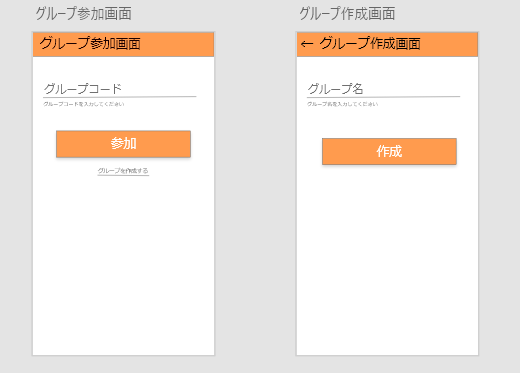 グループ参加画面
グループ参加画面
グループコード
グループコードを入力してください
参加
グループを作成する
グループ作成画面
← グループ作成画面
グループ名
グループ名を入力してください
作成